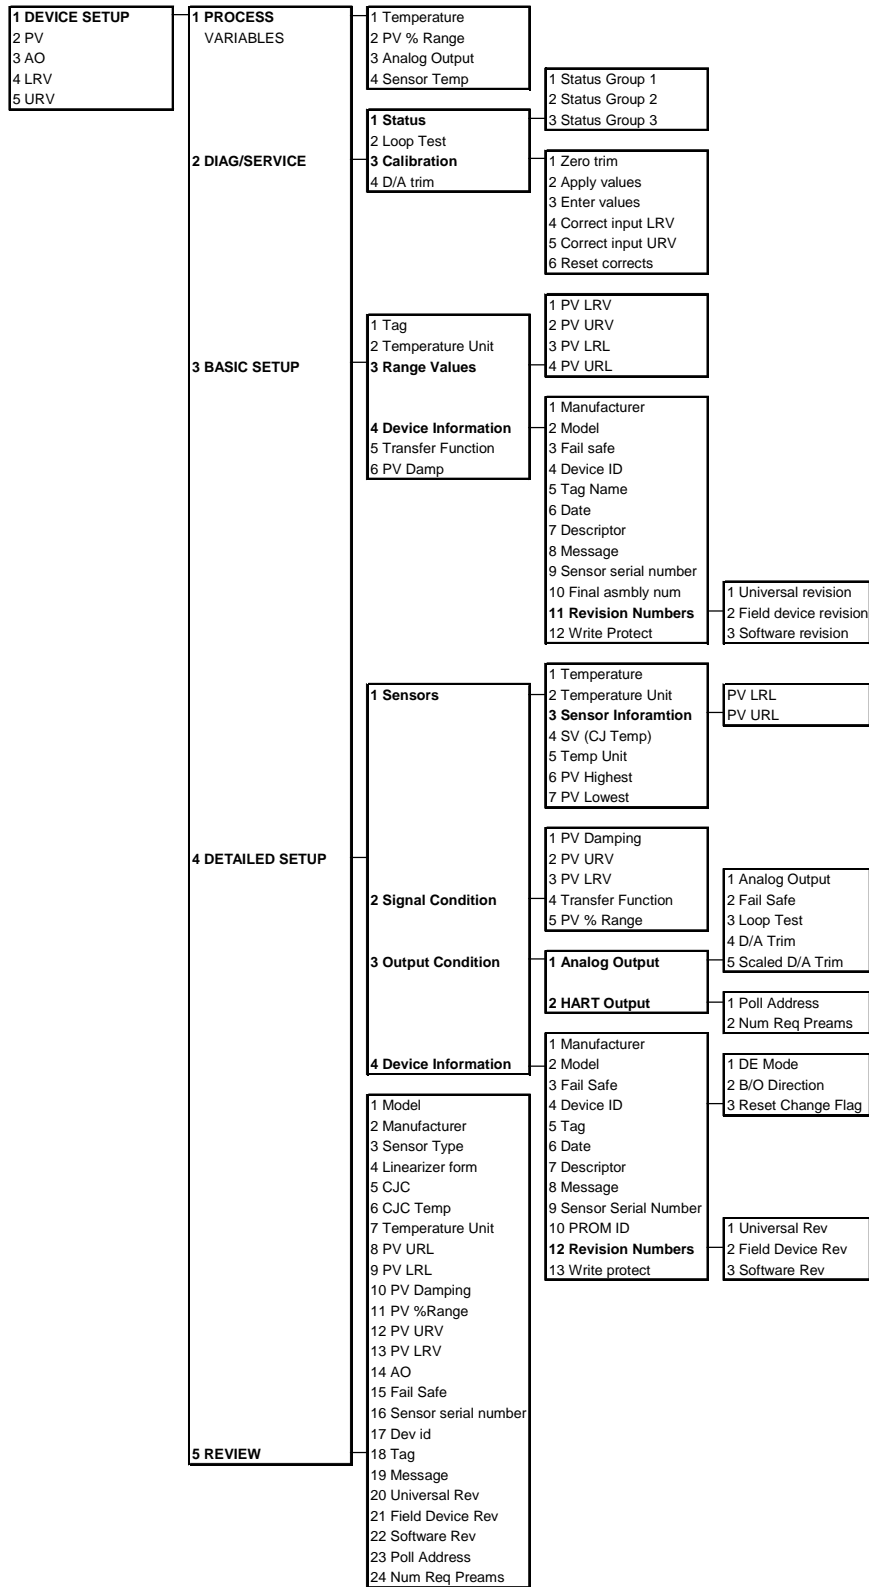 1 DEVICE SETUP
2 PV
3 AO
4 LRV
5 URV
1 PROCESS
VARIABLES
2 DIAG/SERVICE
3 BASIC SETUP
4 DETAILED SETUP
5 REVIEW
1 Temperature
2 PV % Range
3 Analog Output
4 Sensor Temp
1 Status
2 Loop Test
3 Calibration
4 D/A trim
1 Status Group 1
2 Status Group 2
3 Status Group 3
1 Zero trim
2 Apply values
3 Enter values
4 Correct input LRV
5 Correct input URV
6 Reset corrects
1 Tag
2 Temperature Unit
3 Range Values
4 Device Information
5 Transfer Function
6 PV Damp
1 PV LRV
2 PV URV
3 PV LRL
4 PV URL
1 Manufacturer
2 Model
3 Fail safe
4 Device ID
5 Tag Name
6 Date
7 Descriptor
8 Message
9 Sensor serial number
10 Final asmbly num
11 Revision Numbers
12 Write Protect
1 Universal revision
2 Field device revision
3 Software revision
1 Sensors
2 Signal Condition
3 Output Condition
4 Device Information
1 Temperature
2 Temperature Unit
3 Sensor Inforamtion
4 SV (CJ Temp)
5 Temp Unit
6 PV Highest
7 PV Lowest
PV LRL
PV URL
1 PV Damping
2 PV URV
3 PV LRV
4 Transfer Function
5 PV % Range
1 Analog Output
2 HART Output
1 Analog Output
2 Fail Safe
3 Loop Test
4 D/A Trim
5 Scaled D/A Trim
1 Poll Address
2 Num Req Preams
1 Manufacturer
2 Model
3 Fail Safe
4 Device ID
5 Tag
6 Date
7 Descriptor
8 Message
9 Sensor Serial Number
10 PROM ID
12 Revision Numbers
13 Write protect
1 DE Mode
2 B/O Direction
3 Reset Change Flag
1 Universal Rev
2 Field Device Rev
3 Software Rev
1 Model
2 Manufacturer
3 Sensor Type
4 Linearizer form
5 CJC
6 CJC Temp
7 Temperature Unit
8 PV URL
9 PV LRL
10 PV Damping
11 PV %Range
12 PV URV
13 PV LRV
14 AO
15 Fail Safe
16 Sensor serial number
17 Dev id
18 Tag
19 Message
20 Universal Rev
21 Field Device Rev
22 Software Rev
23 Poll Address
24 Num Req Preams